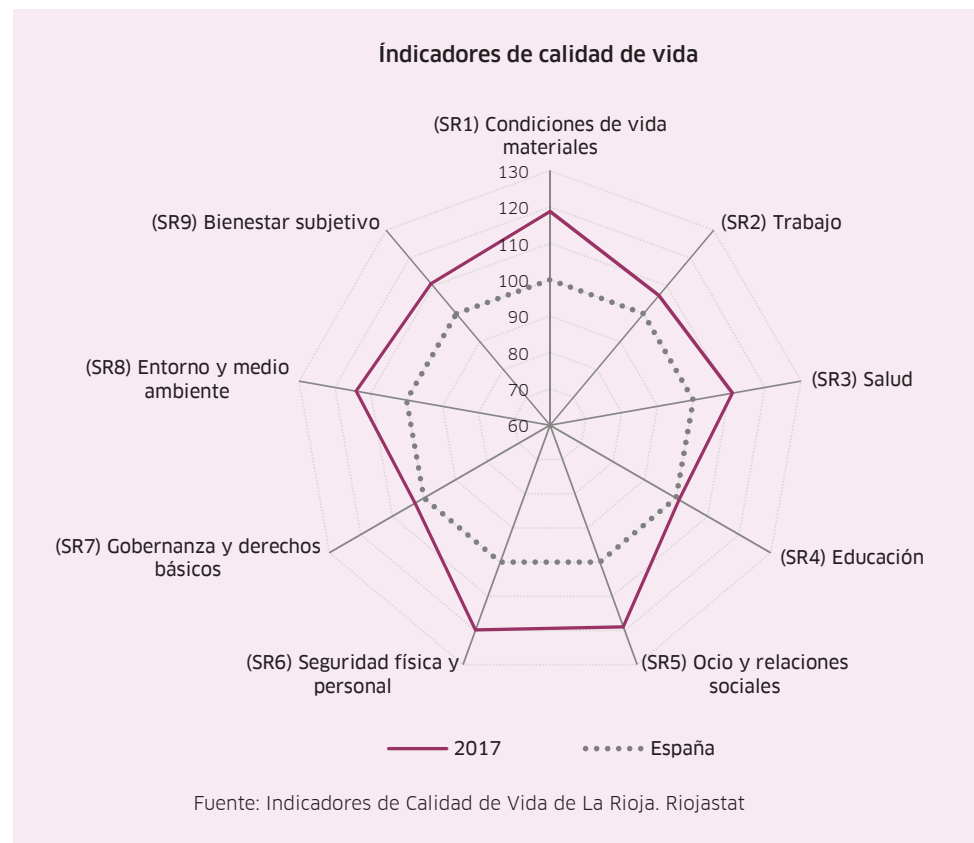 Índicadores de calidad de vida
(SR1) Condiciones de vida
materiales
130
120
110
100
90
80
70
60
(SR2) Trabajo
(SR3) Salud
(SR4) Educación
(SR5) Ocio y relaciones
sociales
(SR6) Seguridad física y
personal
(SR7) Gobernanza y derechos
básicos
(SR8) Entorno y medio
ambiente
(SR9) Bienestar subjetivo
2017
España
Fuente: Indicadores de Calidad de Vida de La Rioja. Riojastat